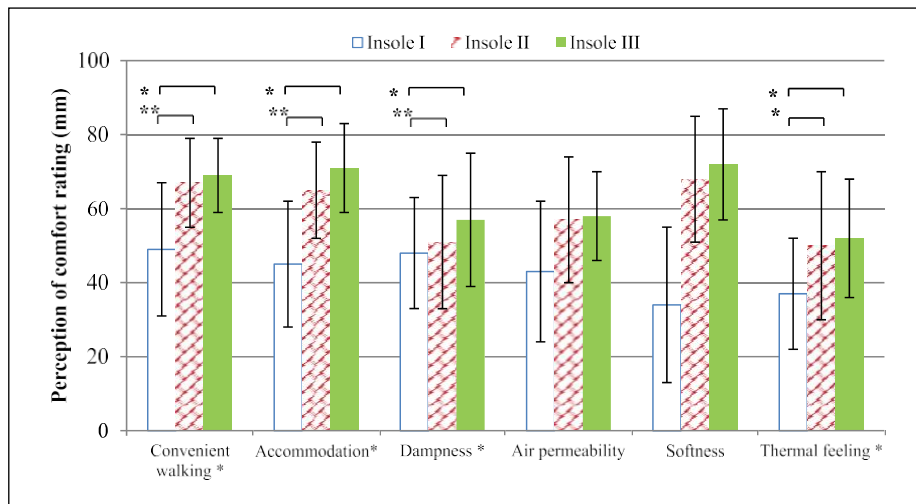 Insole I Insole II Insole III
Perception of comfort rating (mm)
100
80
60
40
20
0
* * * *
** ** ** *
Convenient Accommodation* Dampness * Air permeability Softness Thermal feeling *
walking *